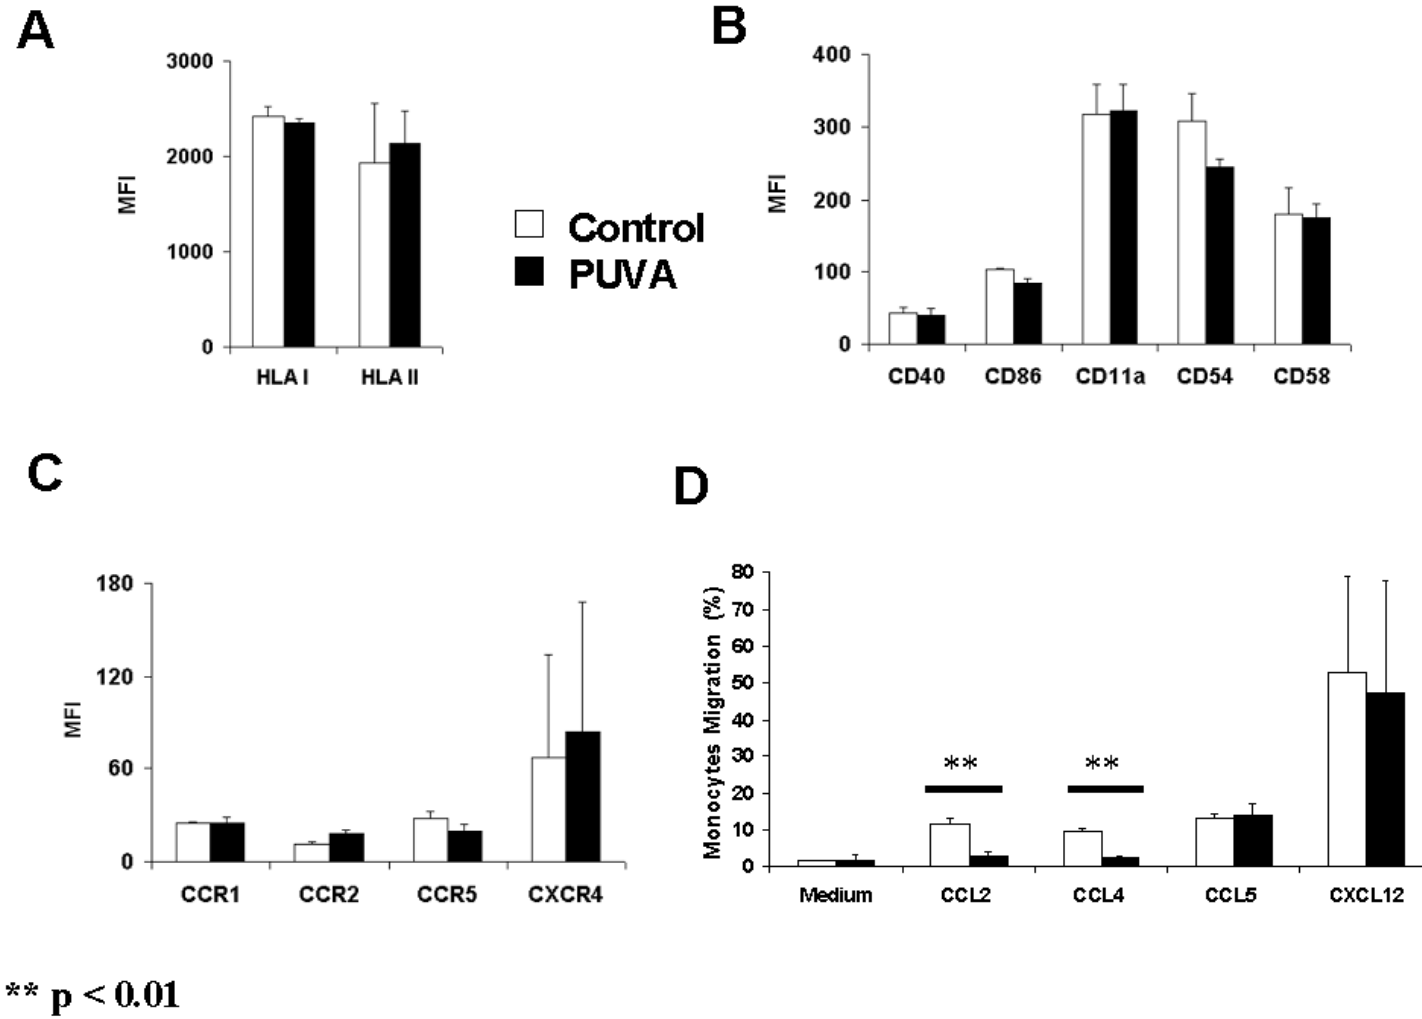 A
3000
2000
1000
0
MFI
HLA I HLA II
Control
PUVA
B
400
300
200
100
0
MFI
CD40 CD86 CD11a CD54 CD58
C
180
120
60
0
MFI
CCR1 CCR2 CCR5 CXCR4
D
80
70
60
50
40
30
20
10
0
Monocytes Migration (%)
** **
Medium CCL2 CCL4 CCL5 CXCL12
** p < 0.01